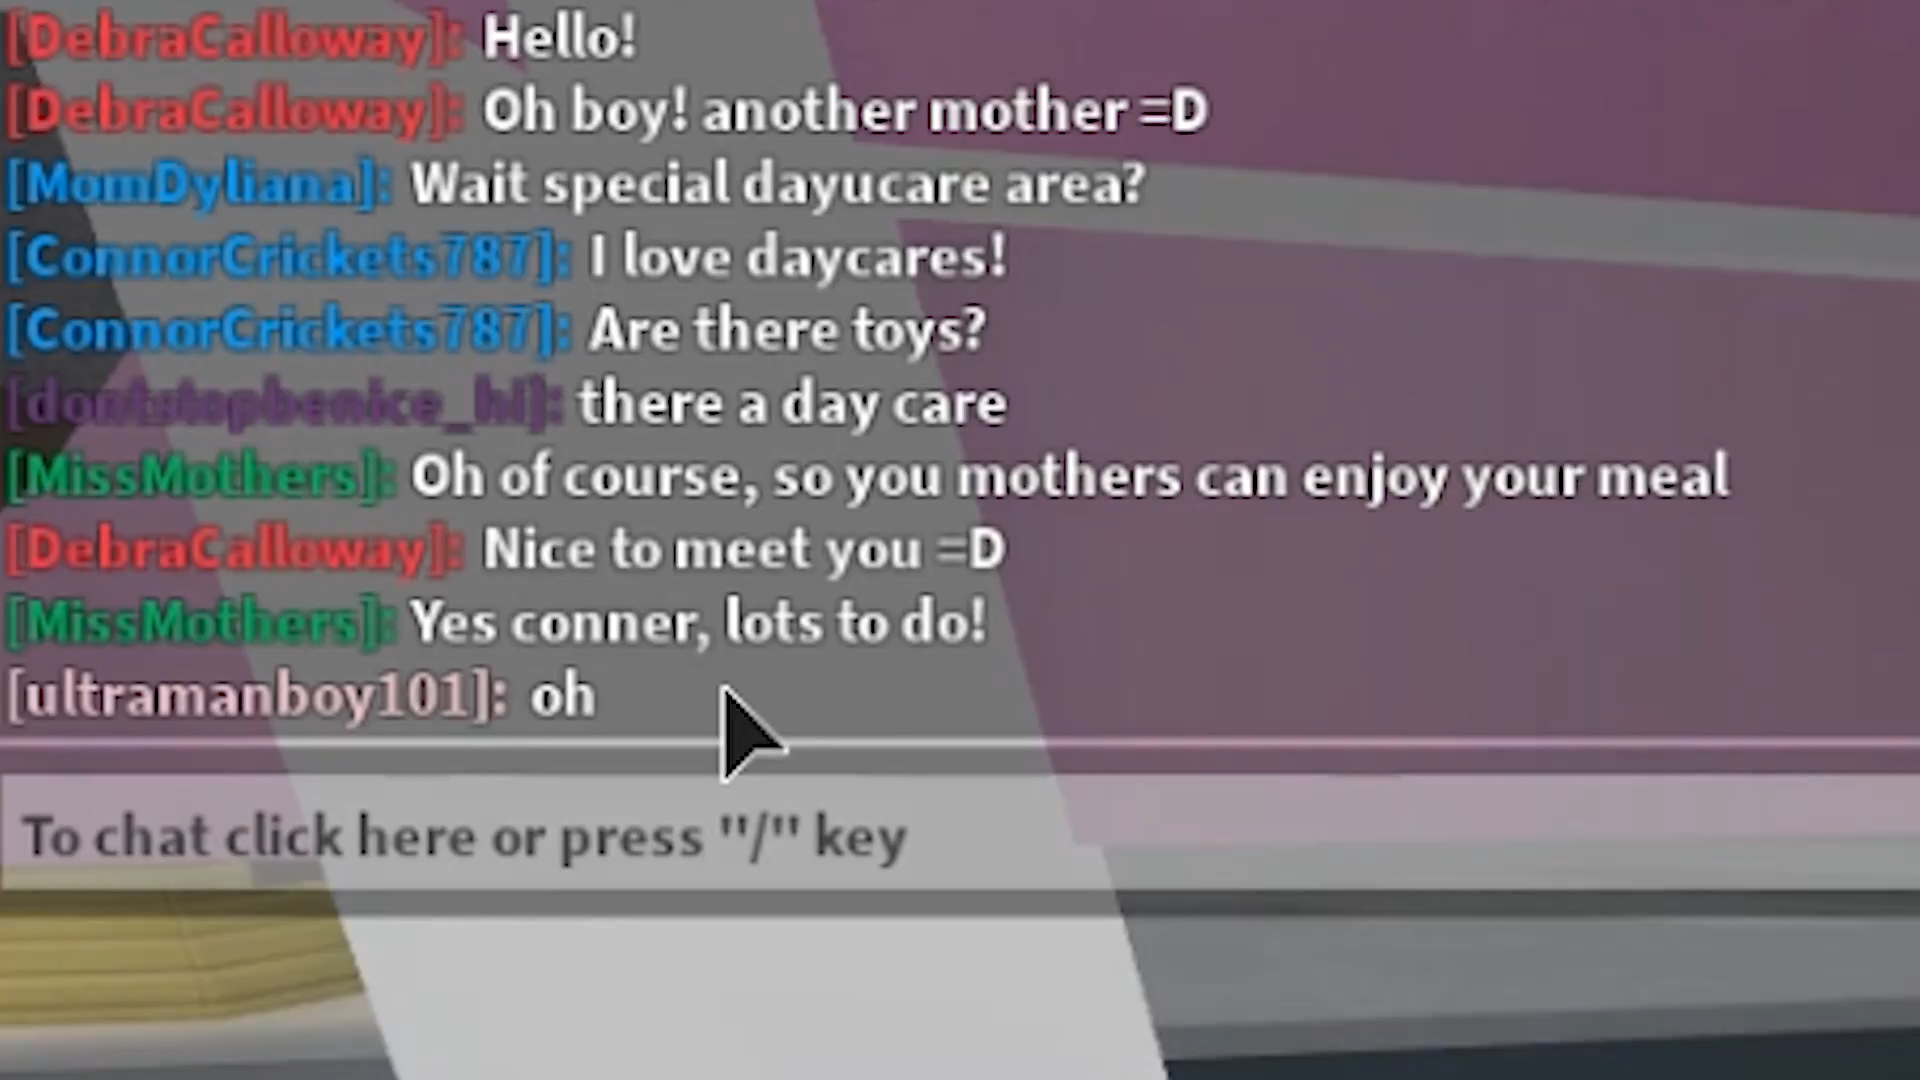 [DebraCalloway]: Hello!
[DebraCalloway]: Oh boy! another mother =D
[MomDyliana]: Wait special dayucare area?
[ConnorCrickets787]: I love daycares!
[ConnorCrickets787]: Are there toys?
[dontstopbenice_hi]: there a day care
[MissMothers]: Oh of course, so you mothers can enjoy your meal
[DebraCalloway]: Nice to meet you =D
[MissMothers]: Yes conner, lots to do!
[ultramanboy101]: oh
To chat click here or press "/" key